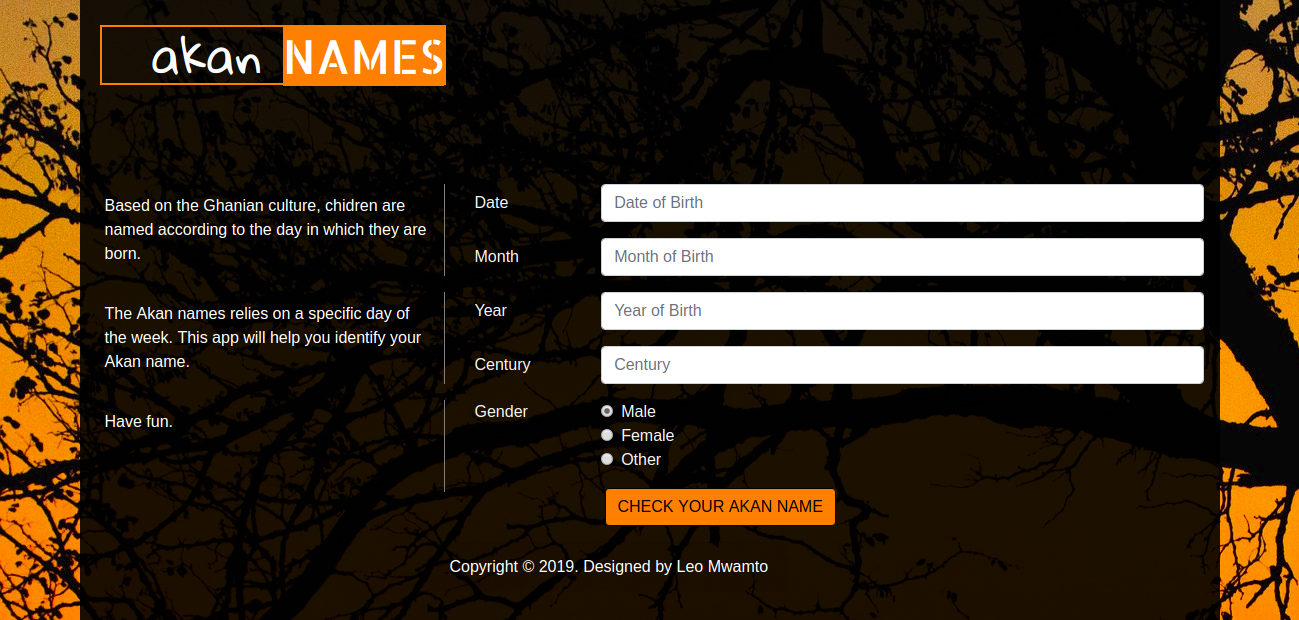 akan NAMES
Based on the Ghanian culture, chidren are
named according to the day in which they are
born.
The Akan names relies on a specific day of
the week. This app will help you identify your
Akan name.
Have fun.
Date
Date of Birth
Month
Month of Birth
Year
Year of Birth
Century
Century
Gender
Male
Female
Other
CHECK YOUR AKAN NAME
Copyright © 2019. Designed by Leo Mwamto